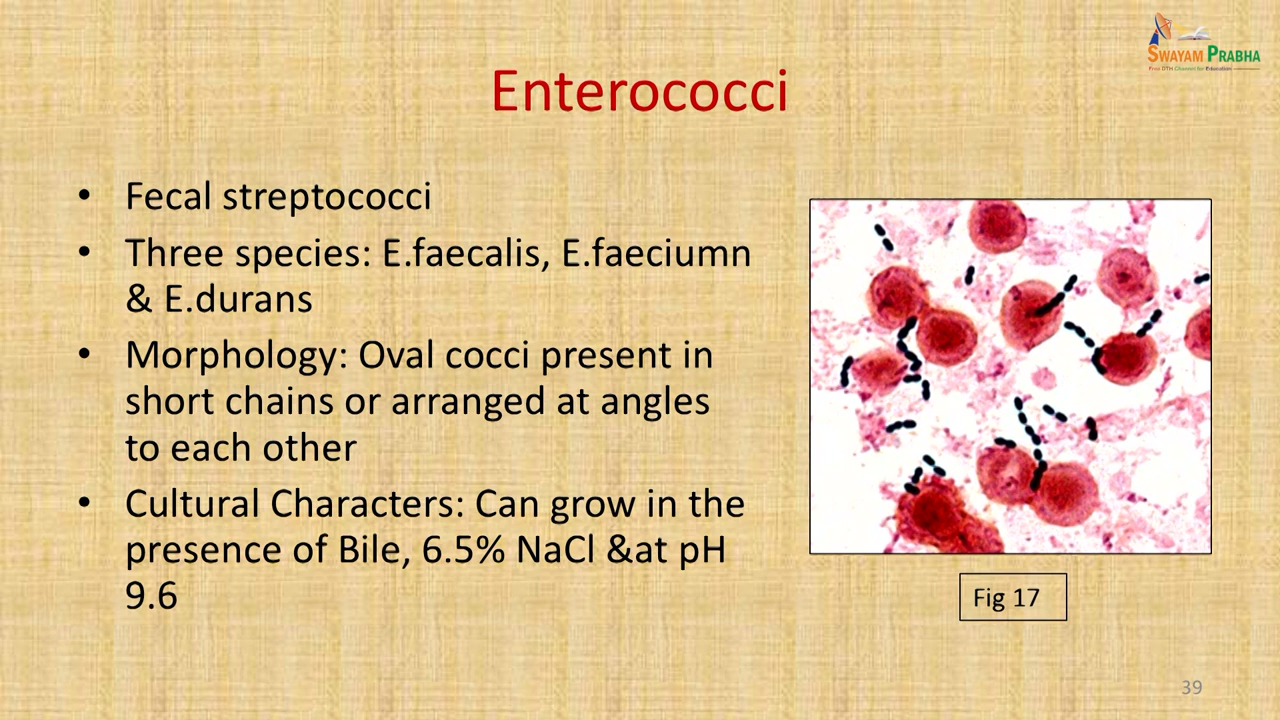 SWAYAM PRABHA
Free DTH Channel for Education
Enterococci
• Fecal streptococci
• Three species: E.faecalis, E.faeciumn
& E.durans
• Morphology: Oval cocci present in
short chains or arranged at angles
to each other
• Cultural Characters: Can grow in the
presence of Bile, 6.5% NaCl &at pH
9.6
Fig 17
39